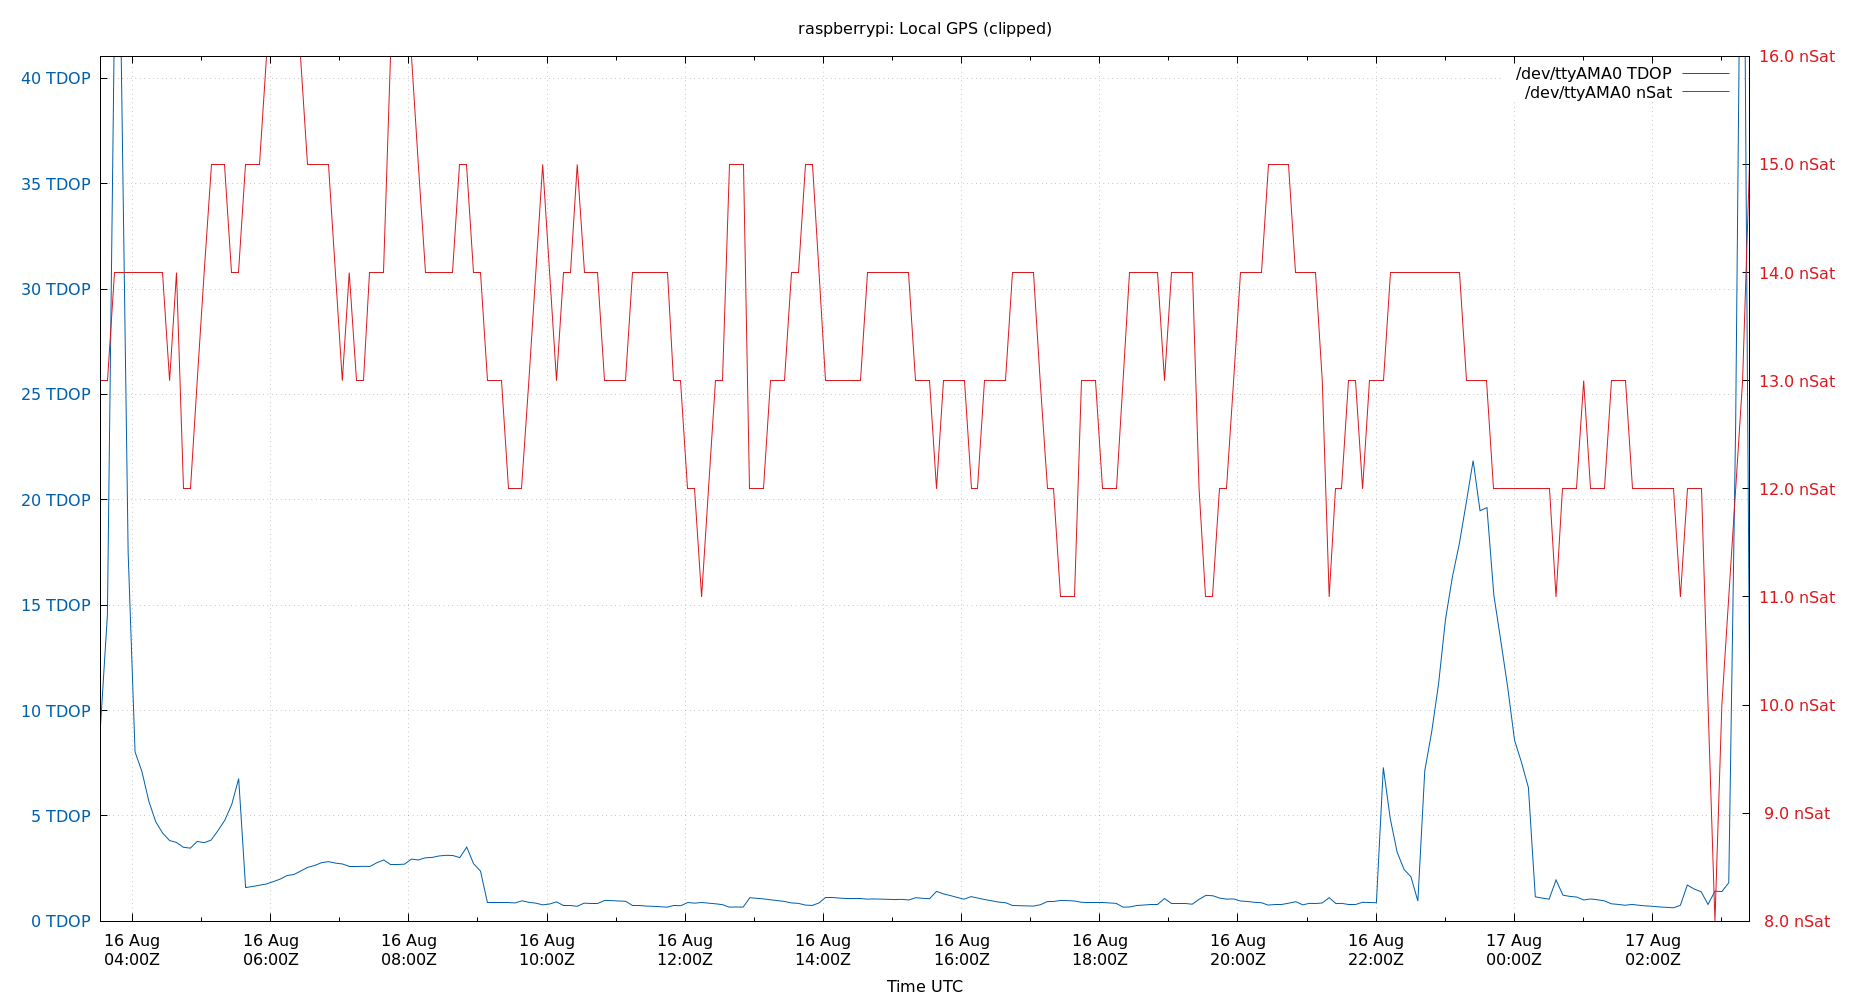 raspberrypi: Local GPS (clipped)
40 TDOP
35 TDOP
30 TDOP
25 TDOP
20 TDOP
15 TDOP
10 TDOP
5 TDOP
0 TDOP
16.0 nSat
15.0 nSat
14.0 nSat
13.0 nSat
12.0 nSat
11.0 nSat
10.0 nSat
9.0 nSat
8.0 nSat
/dev/ttyAMA0 TDOP
/dev/ttyAMA0 nSat
16 Aug
04:00Z
16 Aug
06:00Z
16 Aug
08:00Z
16 Aug
10:00Z
16 Aug
12:00Z
16 Aug
14:00Z
16 Aug
16:00Z
16 Aug
18:00Z
16 Aug
20:00Z
16 Aug
22:00Z
17 Aug
00:00Z
17 Aug
02:00Z
Time UTC